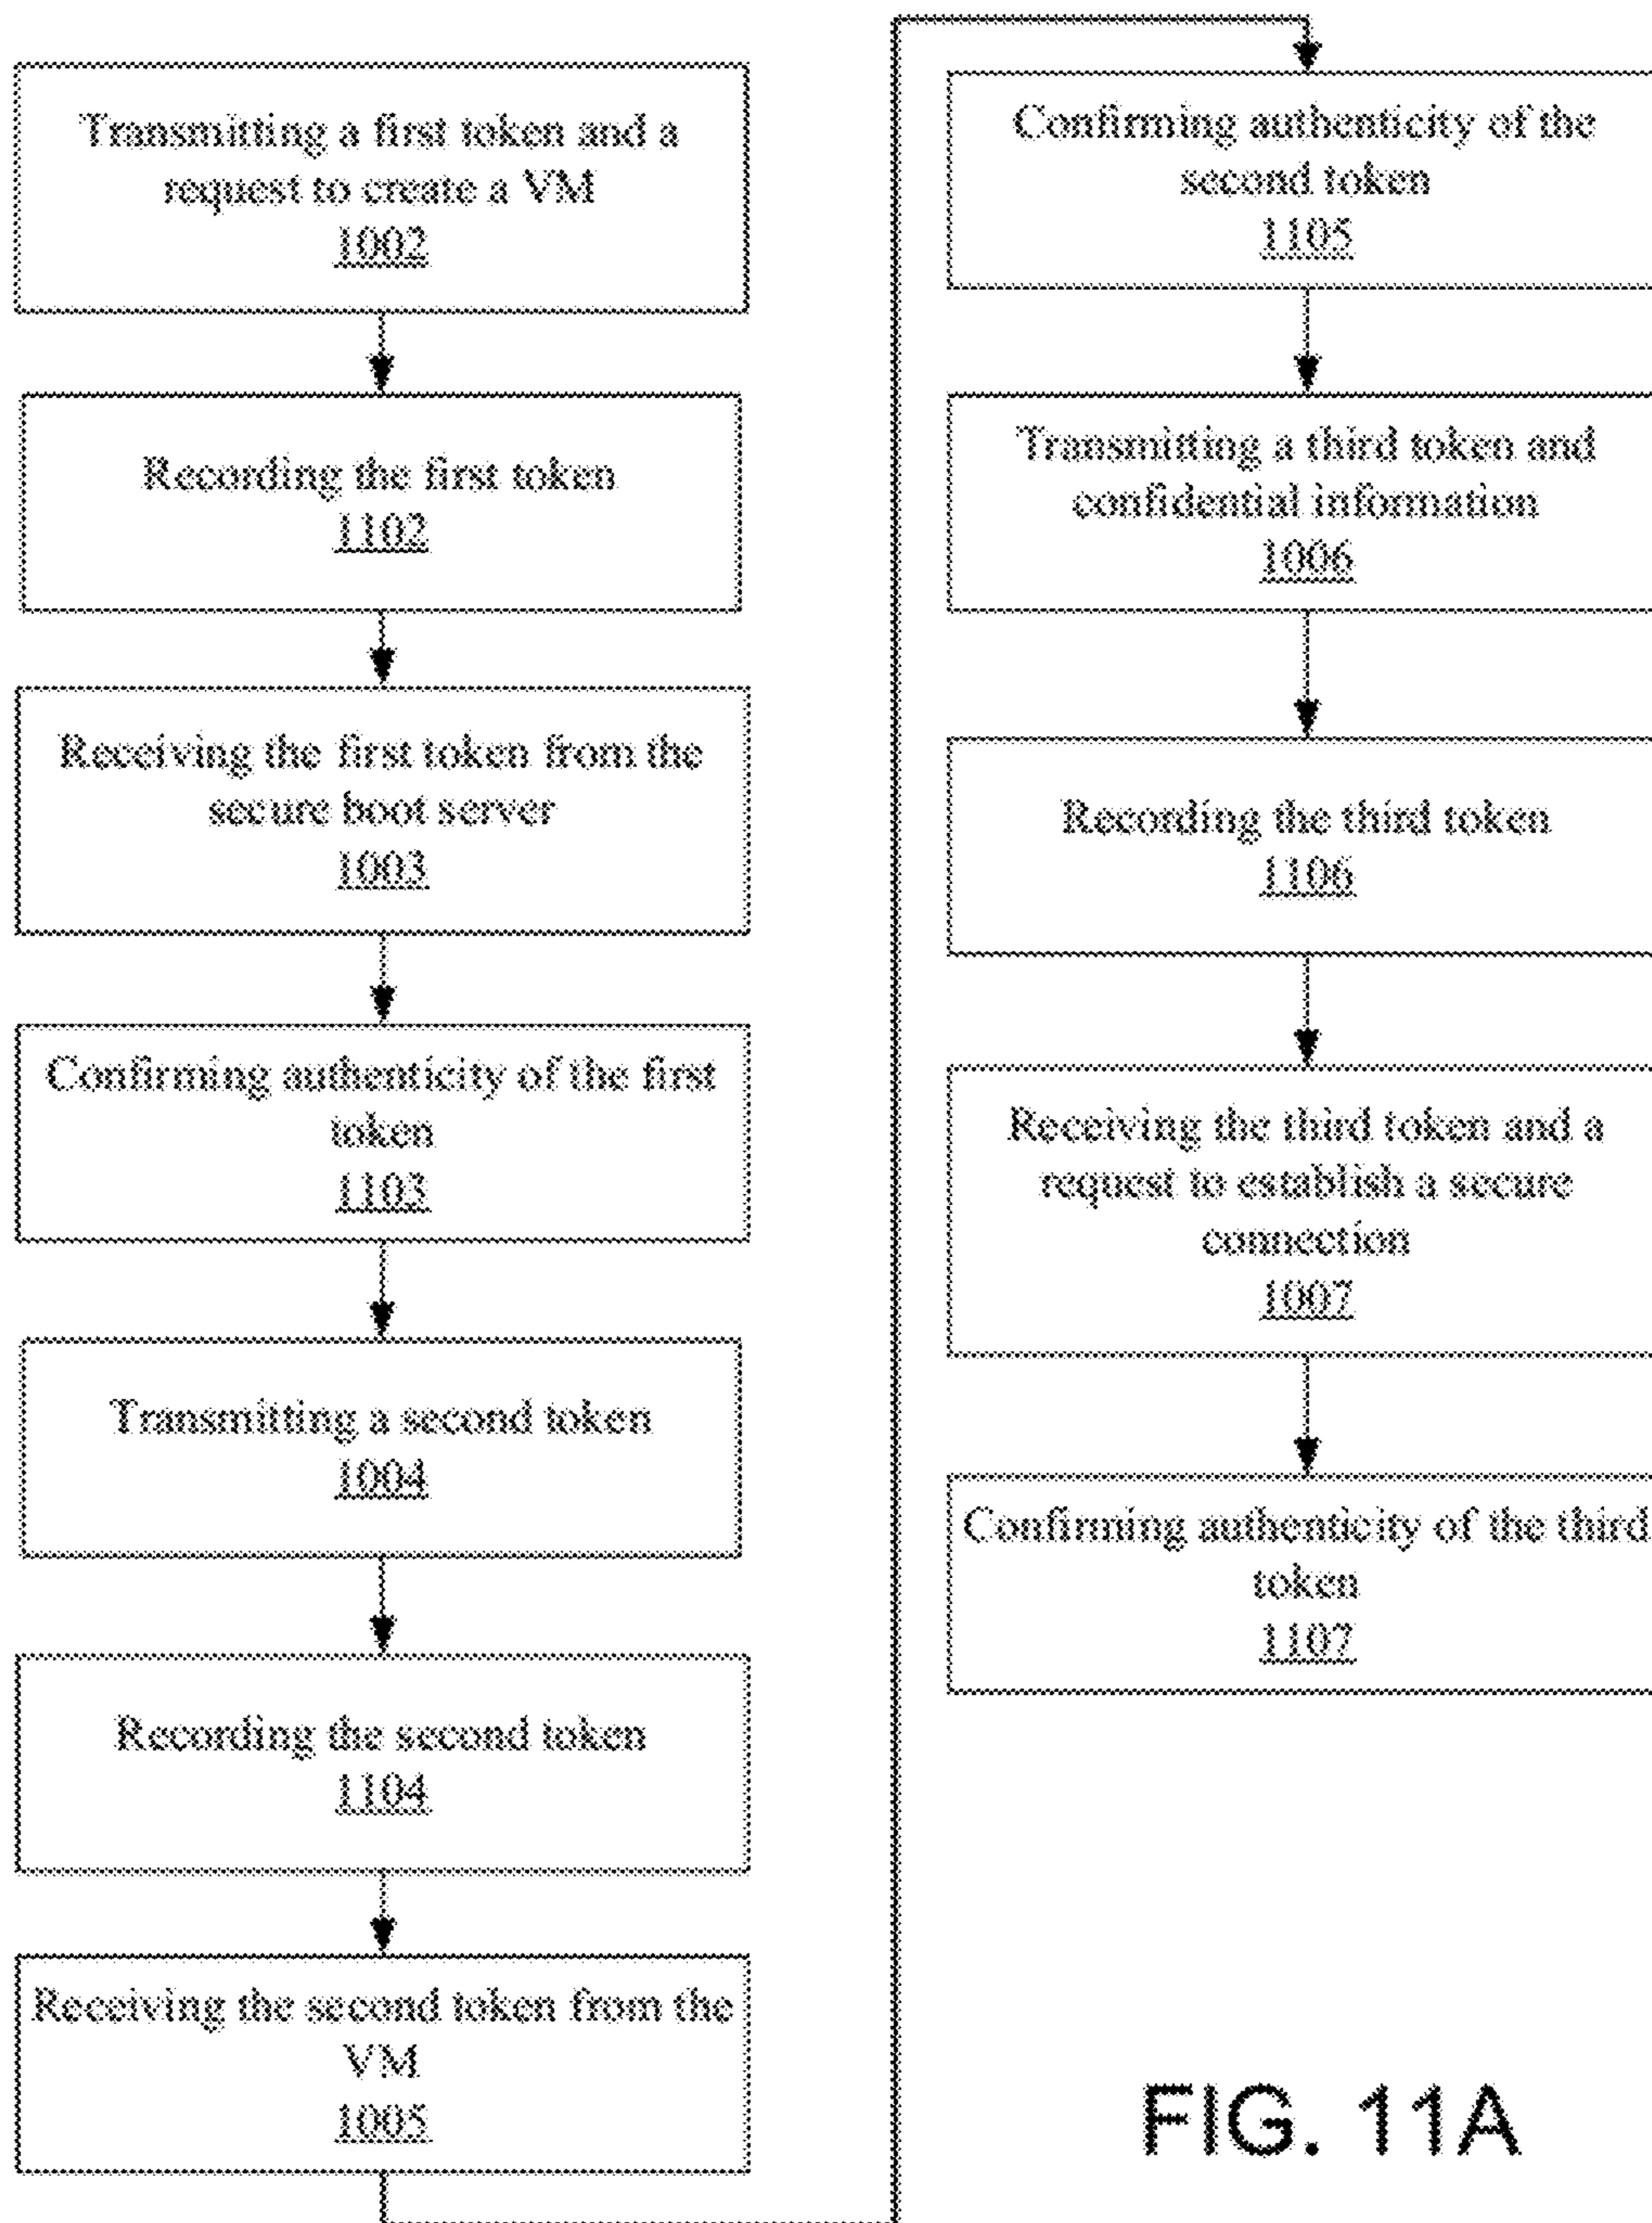 Transmitting a first token and a
request to create a VM
1002
Recording the first token
1102
Receiving the first token from the
secure boot server
1003
Confirming authenticity of the first
token
1103
Transmitting a second token
1004
Recording the second token
1104
Receiving the second token from the
VM
1005
Confirming authenticity of the
second token
1105
Transmitting a third token and
confidential information
1006
Recording the third token
1106
Receiving the third token and a
request to establish a secure
connection
1007
Confirming authenticity of the third
token
1107
FIG. 11A